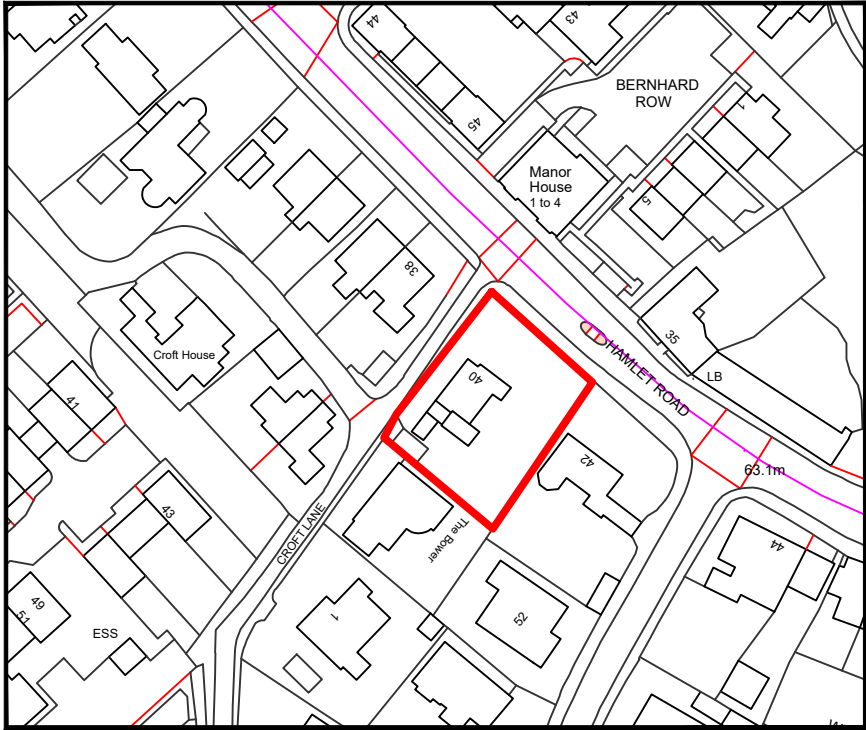 44
43
BERNHARD
ROW
1
45
Manor
House
1 to 4
5
38
35
Croft House
HAMLET ROAD
LB
40
41
42
63.1m
43
The Bower
CROFT LANE
44
49
51
ESS
1
52